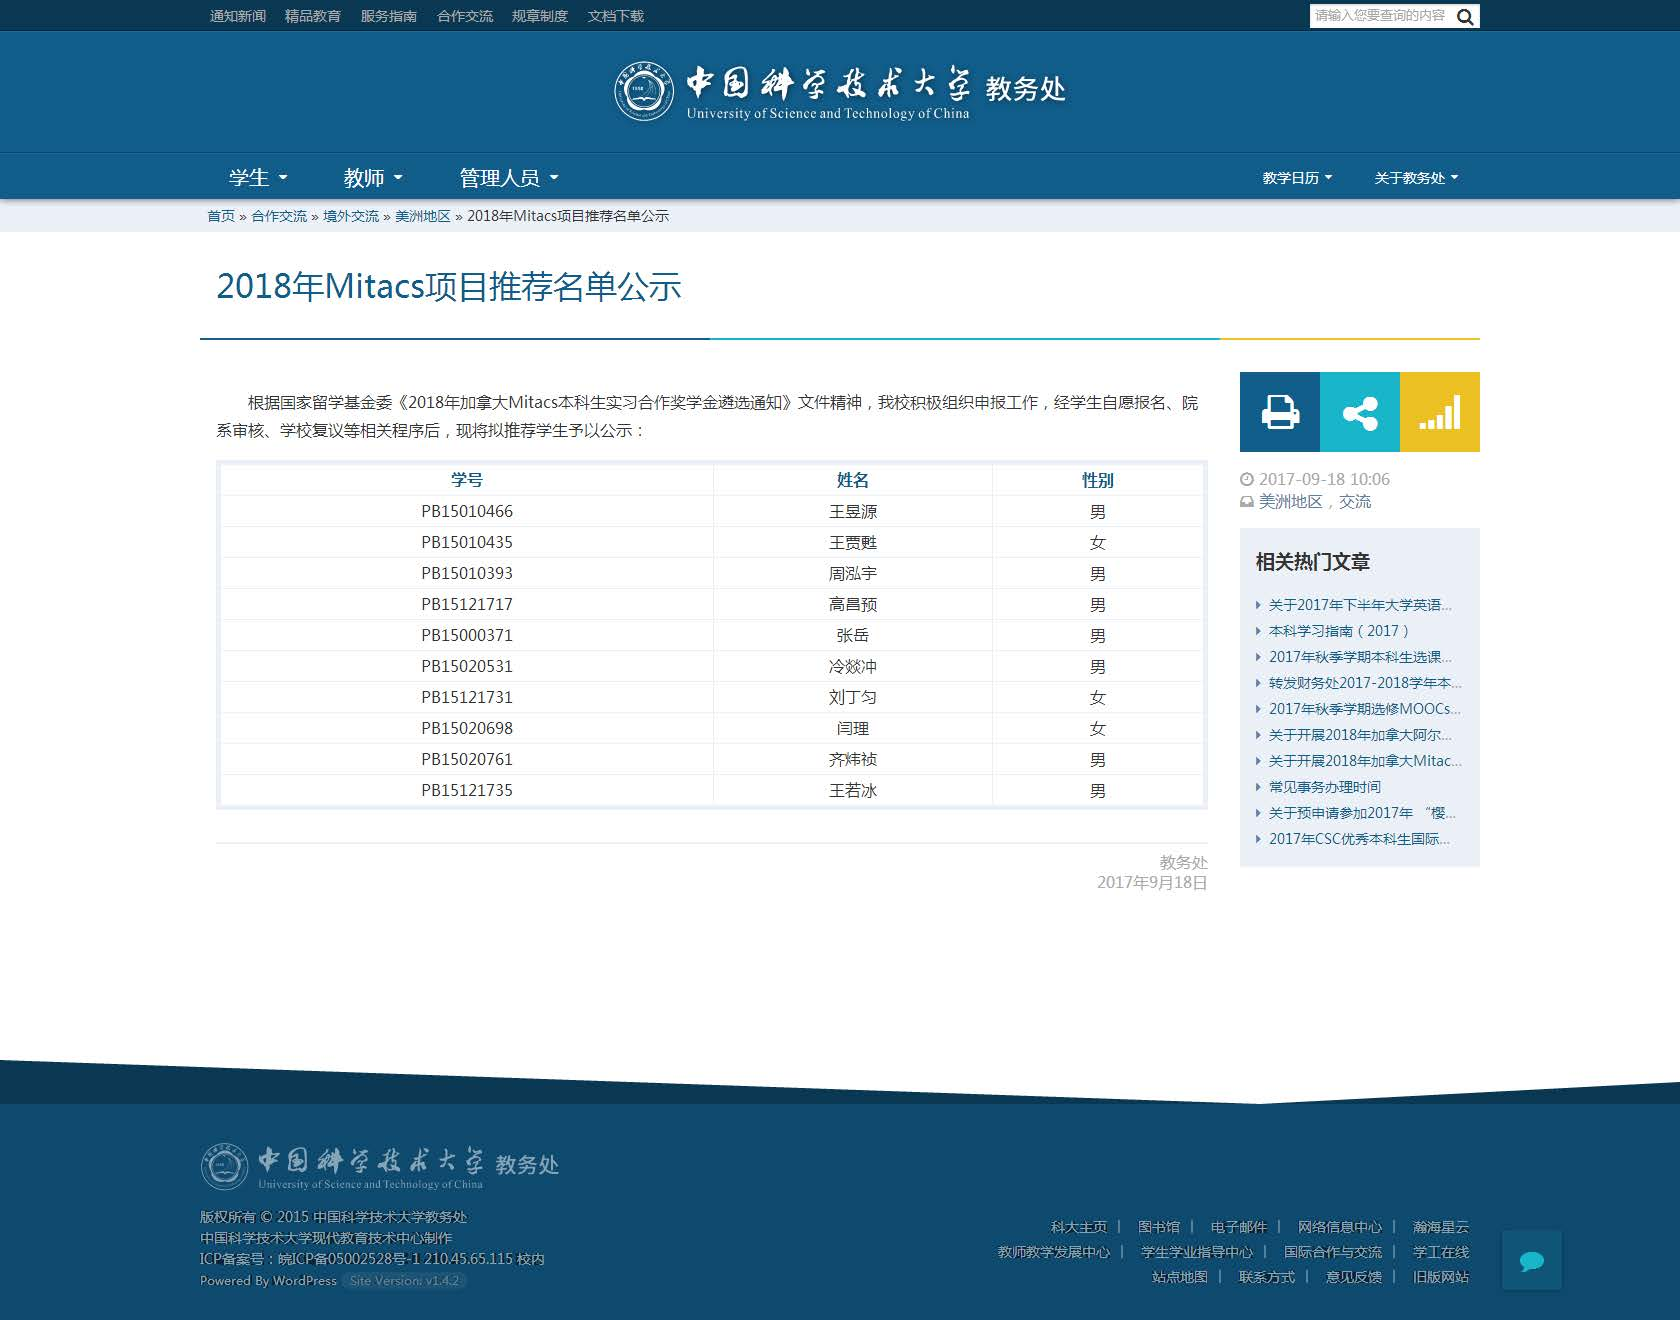 通知新闻 精品教育 服务指南 合作交流 规章制度 文档下载 请输入您要查询的内容
中国科学技术大学 教务处
University of Science and Technology of China
学生 教师 管理人员 教学日历 关于教务处
首页 » 合作交流 » 境外交流 » 美洲地区 » 2018年Mitacs项目推荐名单公示
2018年Mitacs项目推荐名单公示
根据国家留学基金委《2018年加拿大Mitacs本科生实习合作奖学金遴选通知》文件精神，我校积极组织申报工作，经学生自愿报名、院
系审核、学校复议等相关程序后，现将拟推荐学生予以公示：
学号 姓名 性别
PB15010466 王昱源 男
PB15010435 王贾甦 女
PB15010393 周泓宇 男
PB15121717 高昌预 男
PB15000371 张岳 男
PB15020531 冷燚冲 男
PB15121731 刘丁匀 女
PB15020698 闫理 女
PB15020761 齐炜祯 男
PB15121735 王若冰 男
教务处
2017年9月18日
2017-09-18 10:06
美洲地区，交流
相关热门文章
关于2017年下半年大学英语...
本科学习指南（2017）
2017年秋季学期本科生选课...
转发财务处2017-2018学年本...
2017年秋季学期选修MOOCs...
关于开展2018年加拿大阿尔...
关于开展2018年加拿大Mitac...
常见事务办理时间
关于预申请参加2017年 “樱...
2017年CSC优秀本科生国际...
中国科学技术大学 教务处
University of Science and Technology of China
版权所有 © 2015 中国科学技术大学教务处
中国科学技术大学现代教育技术中心制作
ICP备案号：皖ICP备05002528号-1 210.45.65.115 校内
Powered By WordPress Site Version: v1.4.2
科大主页 | 图书馆 | 电子邮件 | 网络信息中心 | 瀚海星云
教师教学发展中心 | 学生学业指导中心 | 国际合作与交流 | 学工在线
站点地图 | 联系方式 | 意见反馈 | 旧版网站